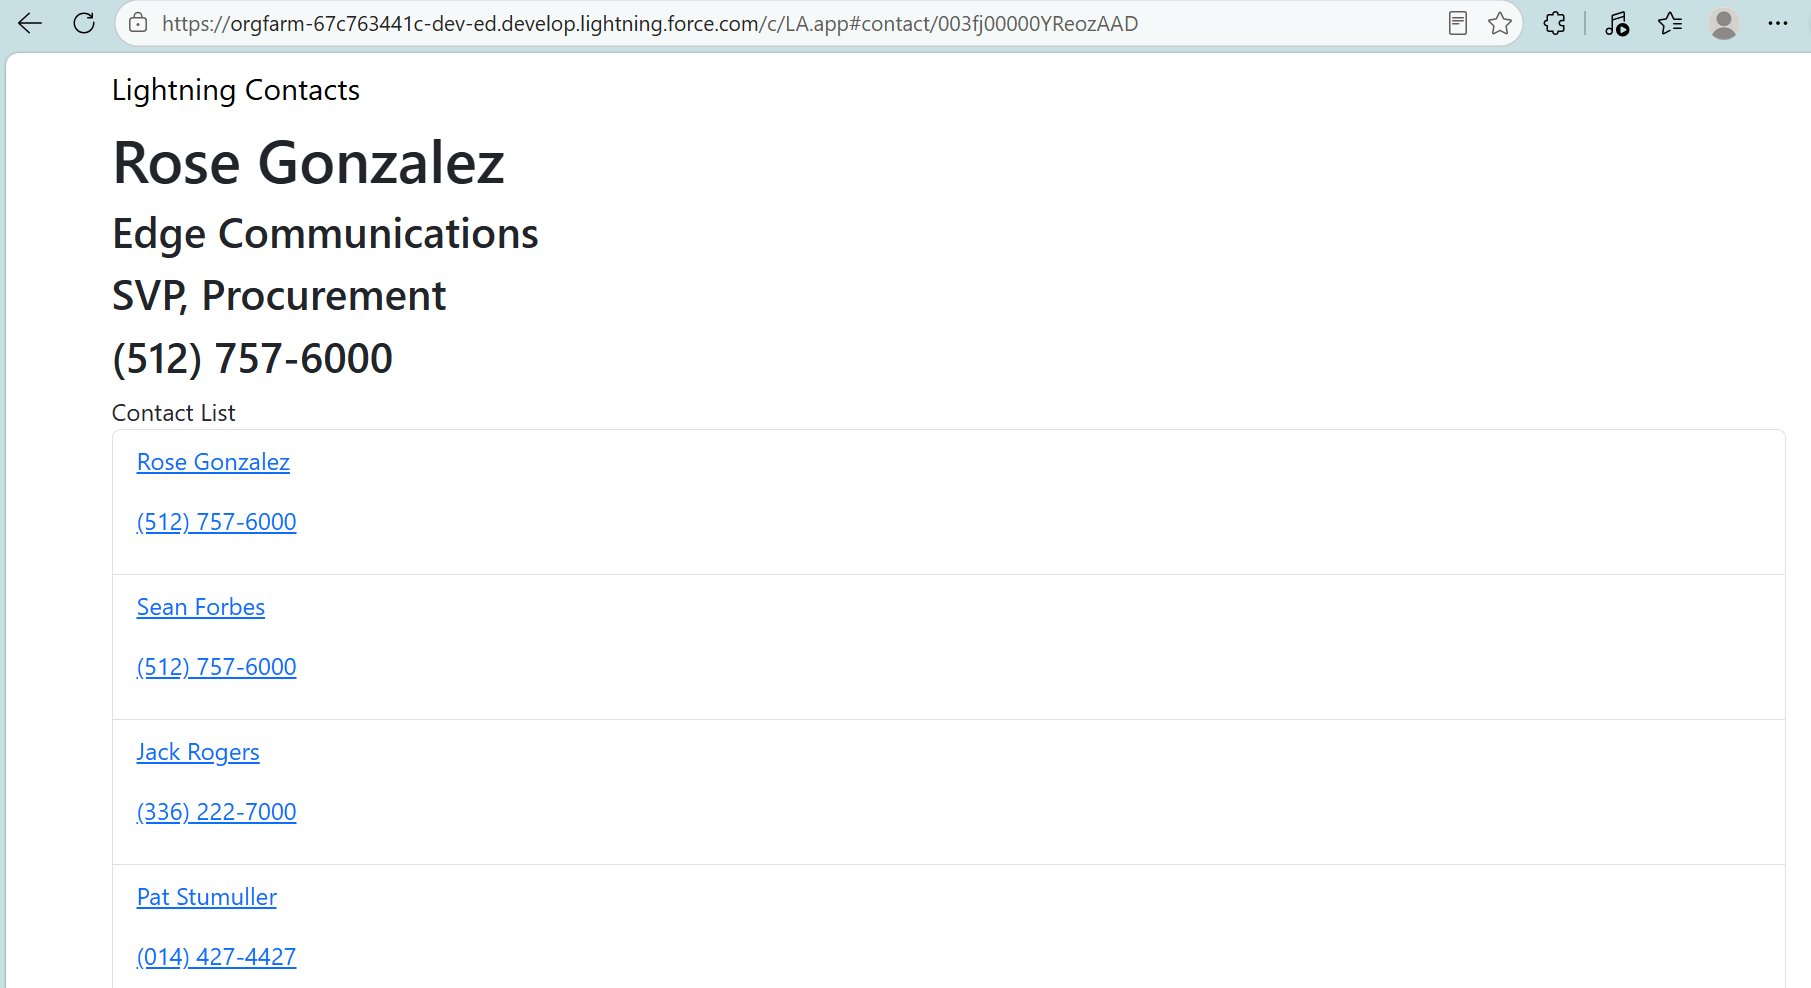 https://orgfarm-67c763441c-dev-ed.develop.lightning.force.com/c/LA.app#contact/003fj00000YReozAAD
Lightning Contacts
Rose Gonzalez
Edge Communications
SVP, Procurement
(512) 757-6000
Contact List
Rose Gonzalez
(512) 757-6000
Sean Forbes
(512) 757-6000
Jack Rogers
(336) 222-7000
Pat Stumuller
(014) 427-4427